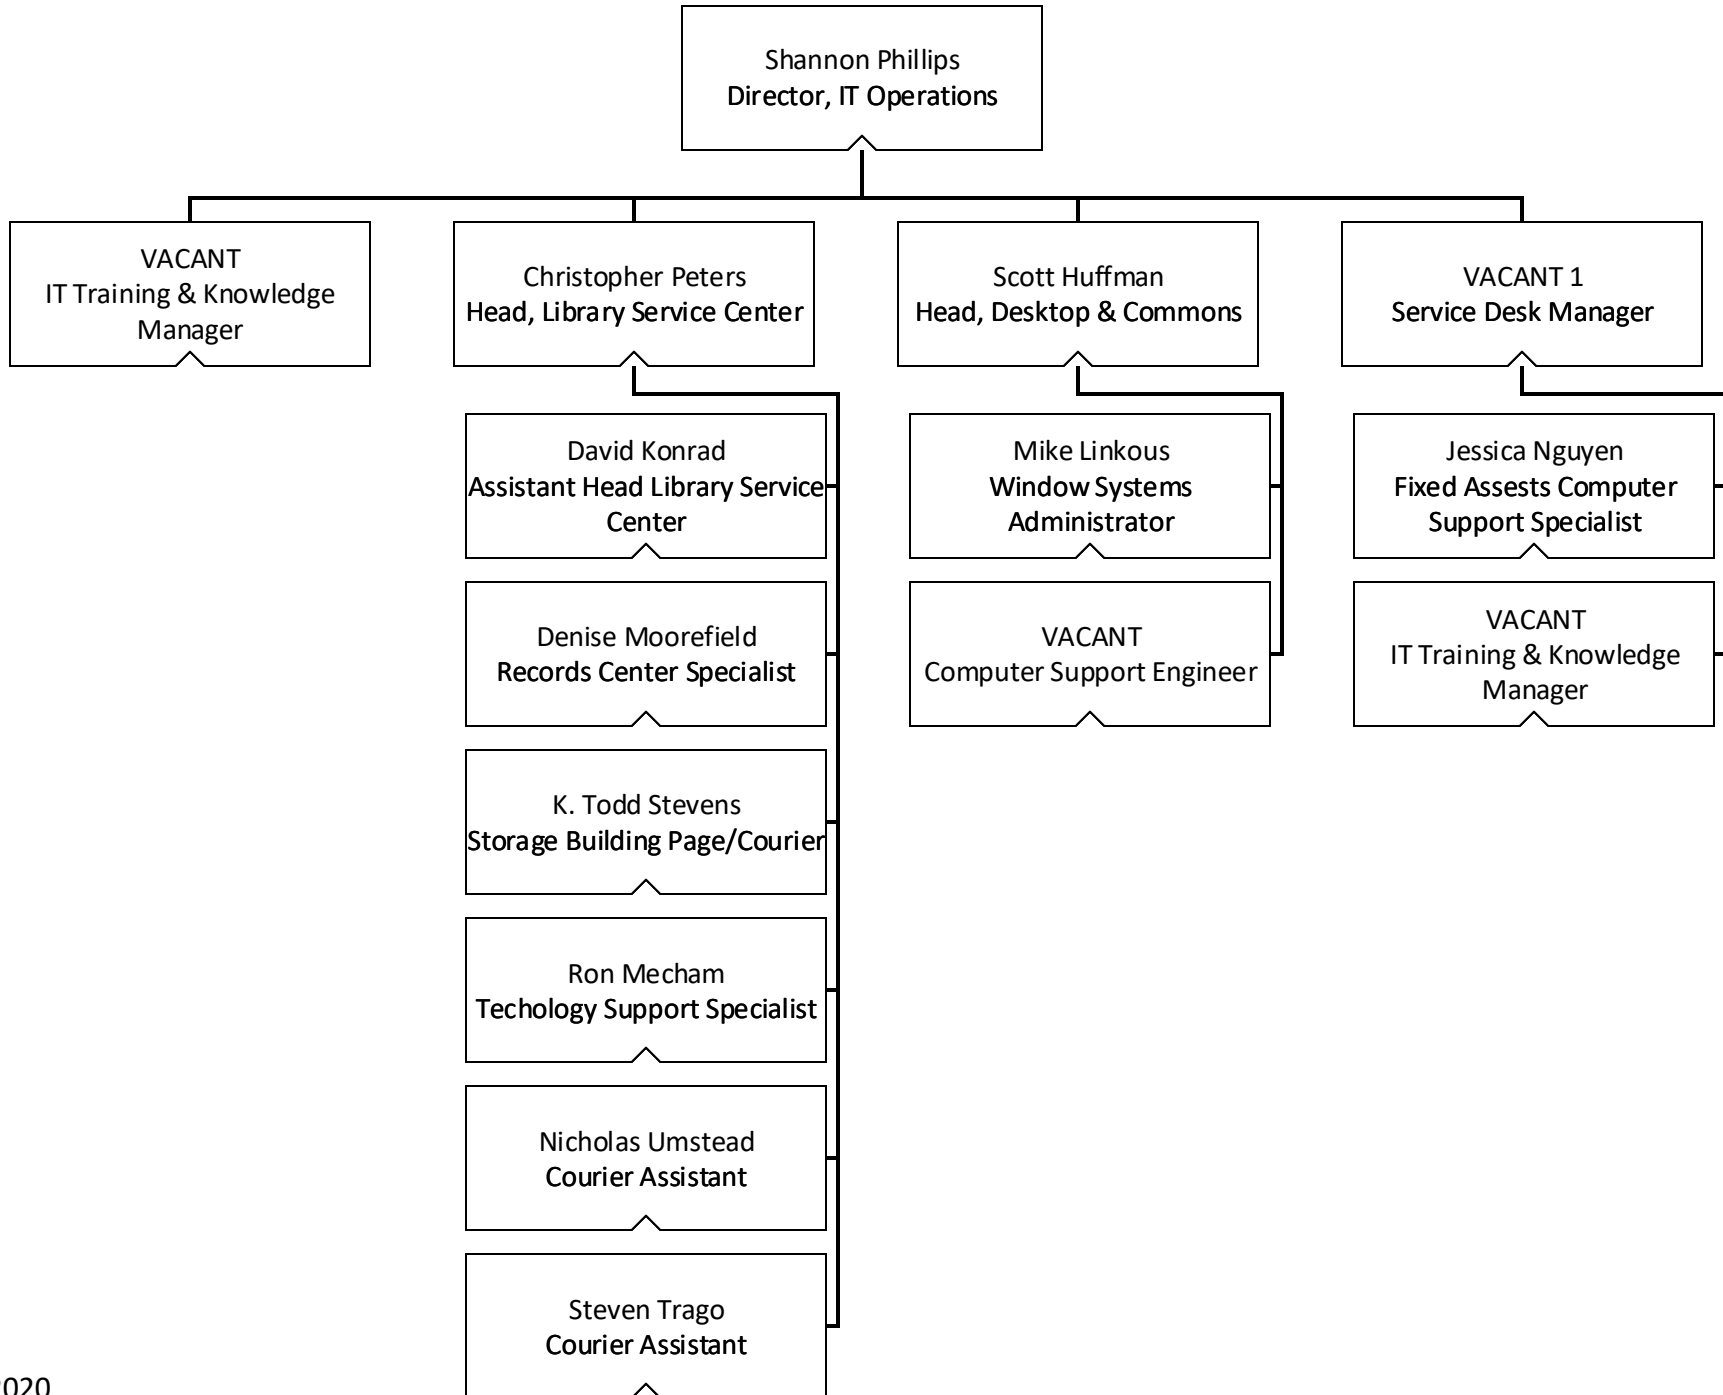 Shannon Phillips
Director, IT Operations
VACANT
IT Training & Knowledge
Manager
Christopher Peters
Head, Library Service Center
Scott Huffman
Head, Desktop & Commons
VACANT 1
Service Desk Manager
David Konrad
Assistant Head Library Service
Center
Denise Moorefield
Records Center Specialist
K. Todd Stevens
Storage Building Page/Courier
Ron Mecham
Techology Support Specialist
Nicholas Umstead
Courier Assistant
Steven Trago
Courier Assistant
Mike Linkous
Window Systems
Administrator
VACANT
Computer Support Engineer
Jessica Nguyen
Fixed Assests Computer
Support Specialist
VACANT
IT Training & Knowledge
Manager
2020